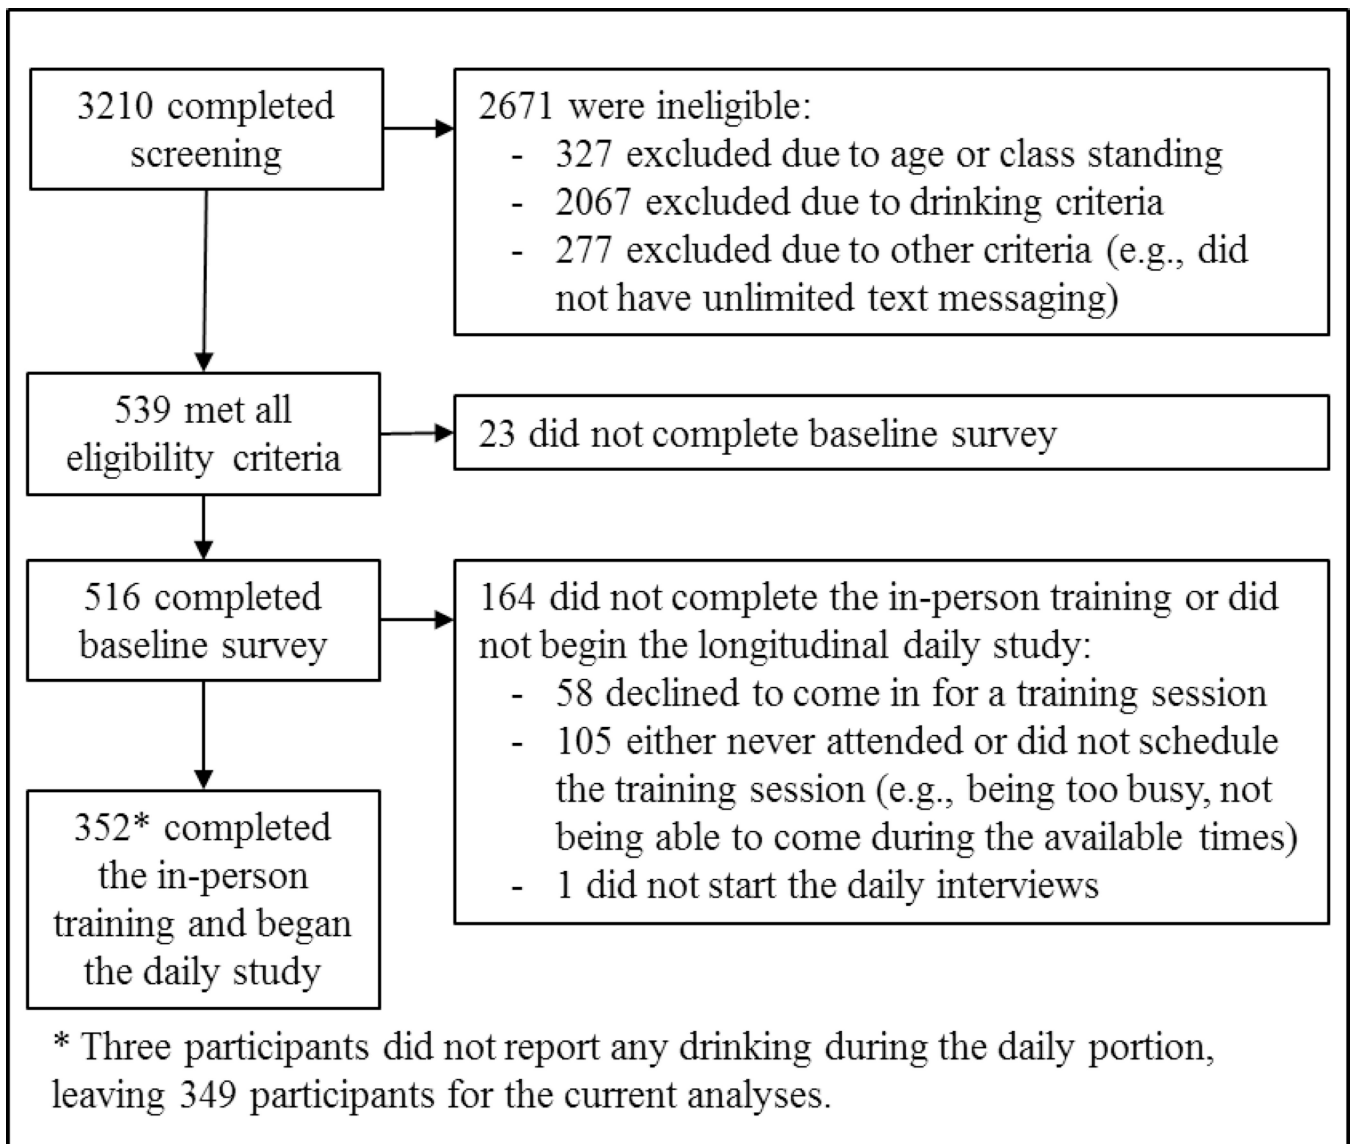 3210 completed
screening
2671 were ineligible:
- 327 excluded due to age or class standing
- 2067 excluded due to drinking criteria
- 277 excluded due to other criteria (e.g., did
not have unlimited text messaging)
539 met all
eligibility criteria
23 did not complete baseline survey
516 completed
baseline survey
164 did not complete the in-person training or did
not begin the longitudinal daily study:
- 58 declined to come in for a training session
- 105 either never attended or did not schedule
the training session (e.g., being too busy, not
being able to come during the available times)
- 1 did not start the daily interviews
352* completed
the in-person
training and began
the daily study
* Three participants did not report any drinking during the daily portion,
leaving 349 participants for the current analyses.